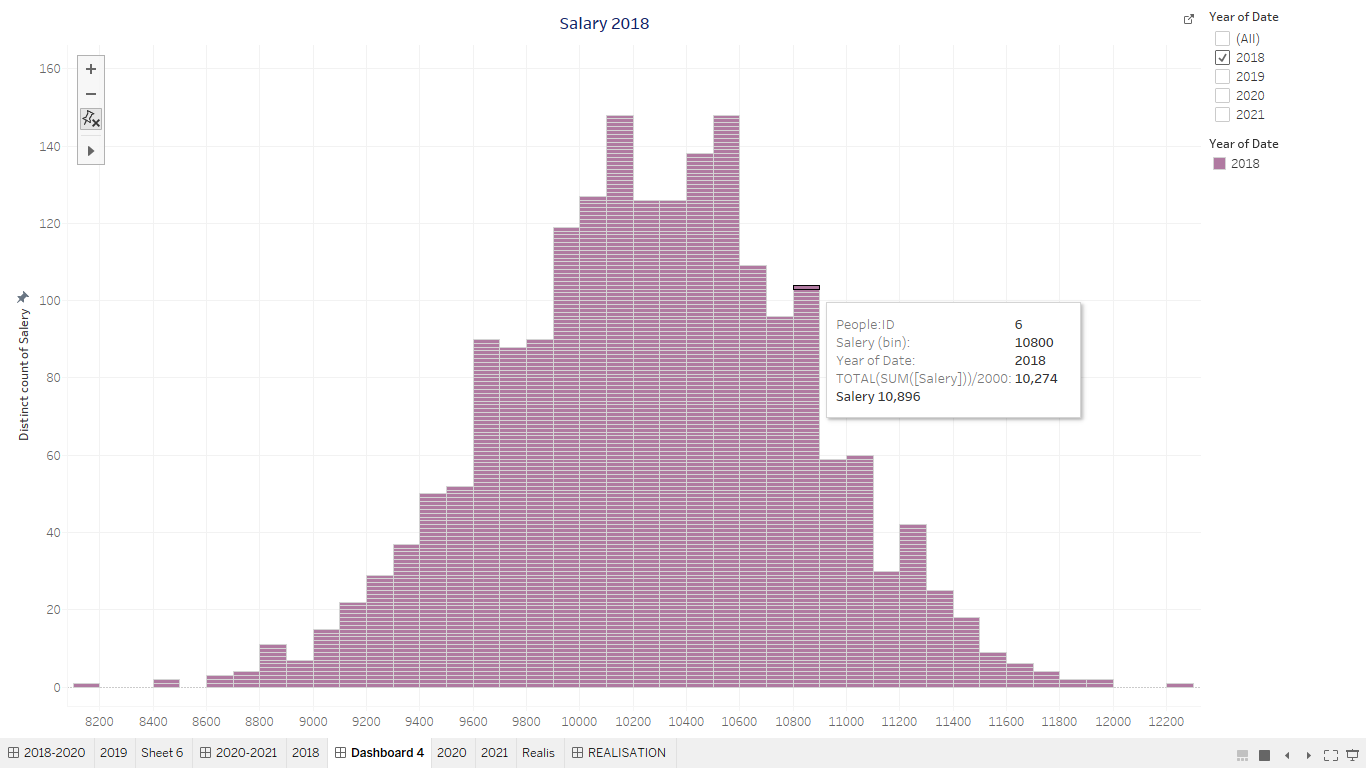 Salary 2018
Year of Date
(All)
2018
2019
2020
2021
Year of Date
2018
160
140
120
100
80
60
40
20
0
Distinct count of Salery
People:ID 6
Salery (bin): 10800
Year of Date: 2018
TOTAL(SUM([Salery]))/2000: 10,274
Salery 10,896
8200 8400 8600 8800 9000 9200 9400 9600 9800 10000 10200 10400 10600 10800 11000 11200 11400 11600 11800 12000 12200
2018-2020 2019 Sheet 6 2020-2021 2018 Dashboard 4 2020 2021 Realis REALISATION